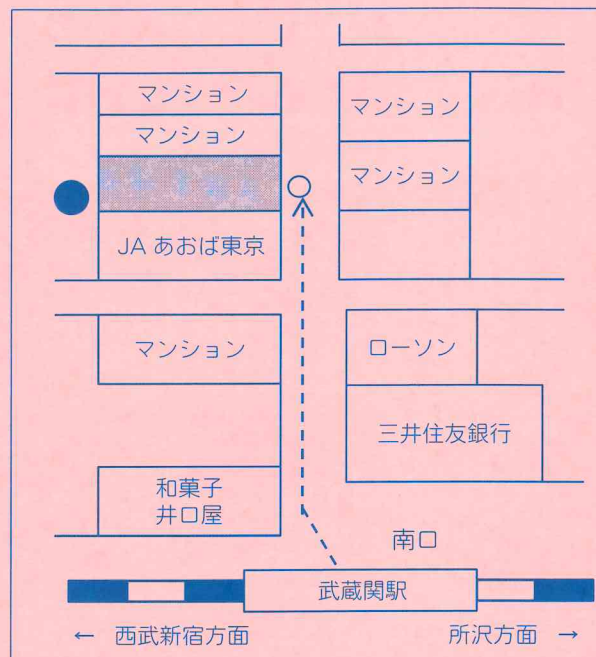 マンション
マンション
マンション
マンション
JA あおば東京
マンション
ローソン
三井住友銀行
和菓子
井口屋
南口
武蔵関駅
← 西武新宿方面
所沢方面 →